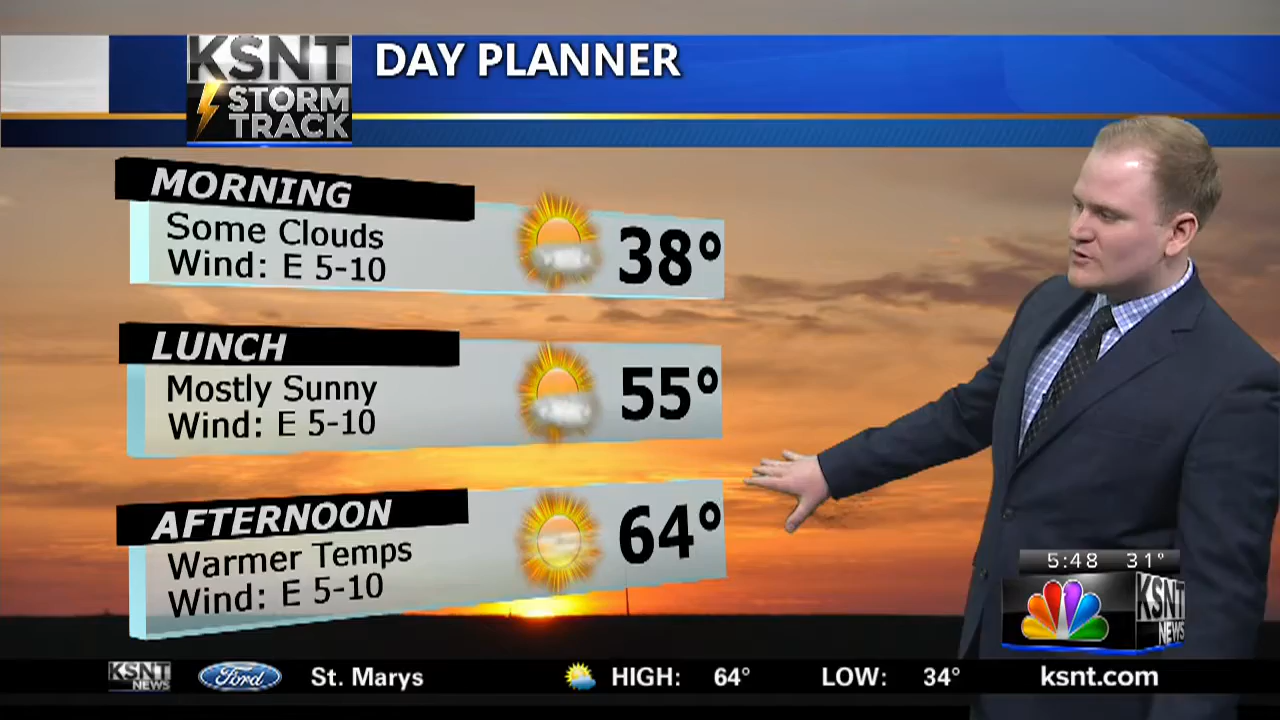 KSNT
STORM
TRACK
DAY PLANNER
MORNING
Some Clouds
Wind: E 5-10
38°
LUNCH
Mostly Sunny
Wind: E 5-10
55°
AFTERNOON
Warmer Temps
Wind: E 5-10
64°
5:48 31°
KSNT
NEWS
KSNT
NEWS
Ford
St. Marys
HIGH: 64° LOW: 34°
ksnt.com